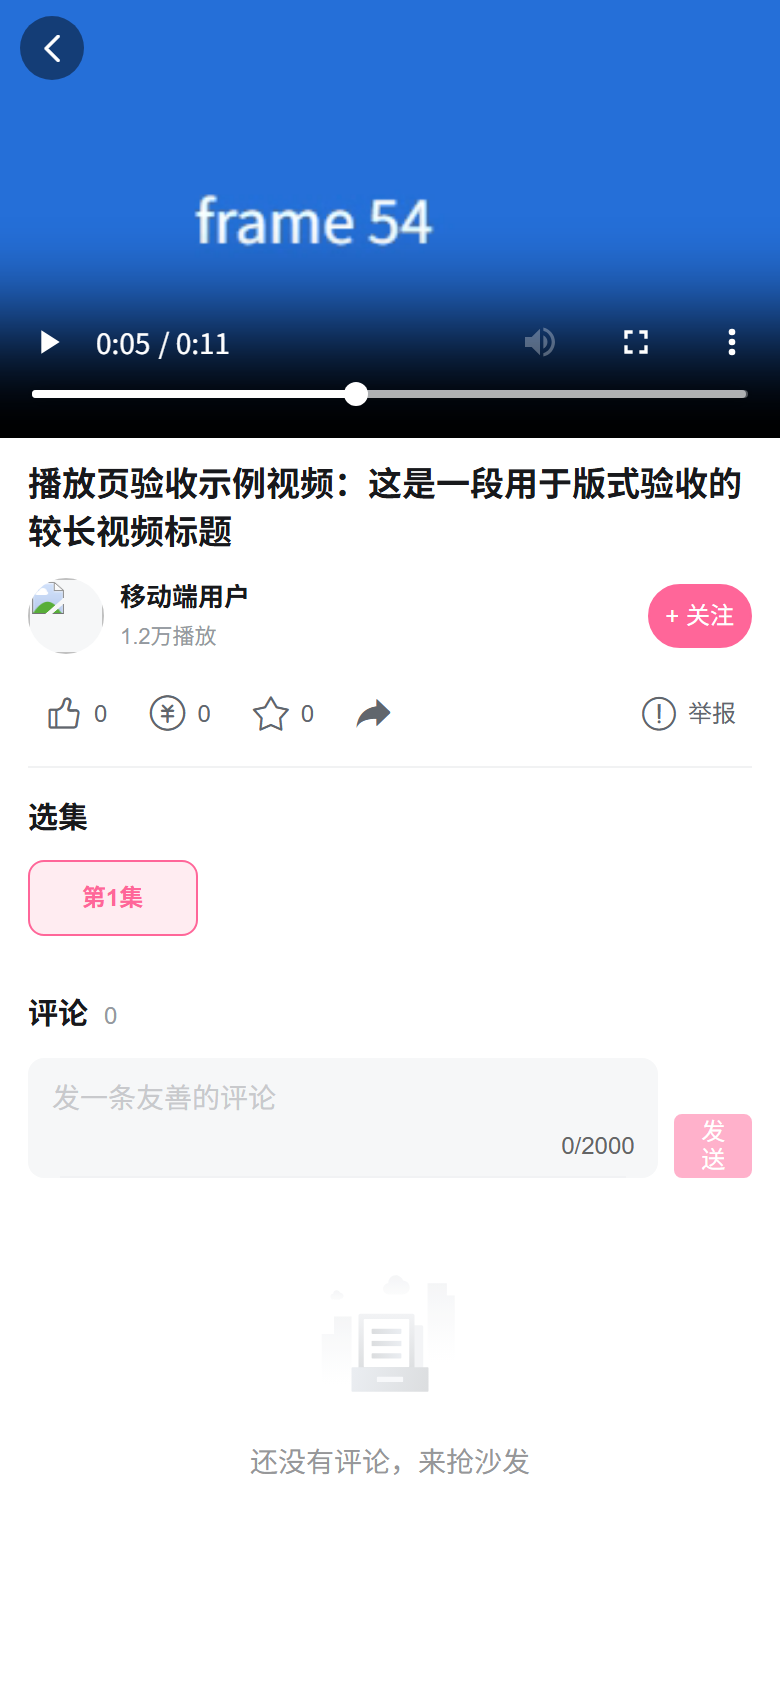 frame 54
0:05 / 0:11
播放页验收示例视频：这是一段用于版式验收的
较长视频标题
移动端用户
1.2万播放
+ 关注
0
0
0
举报
选集
第1集
评论 0
发一条友善的评论
0/2000
发
送
还没有评论，来抢沙发